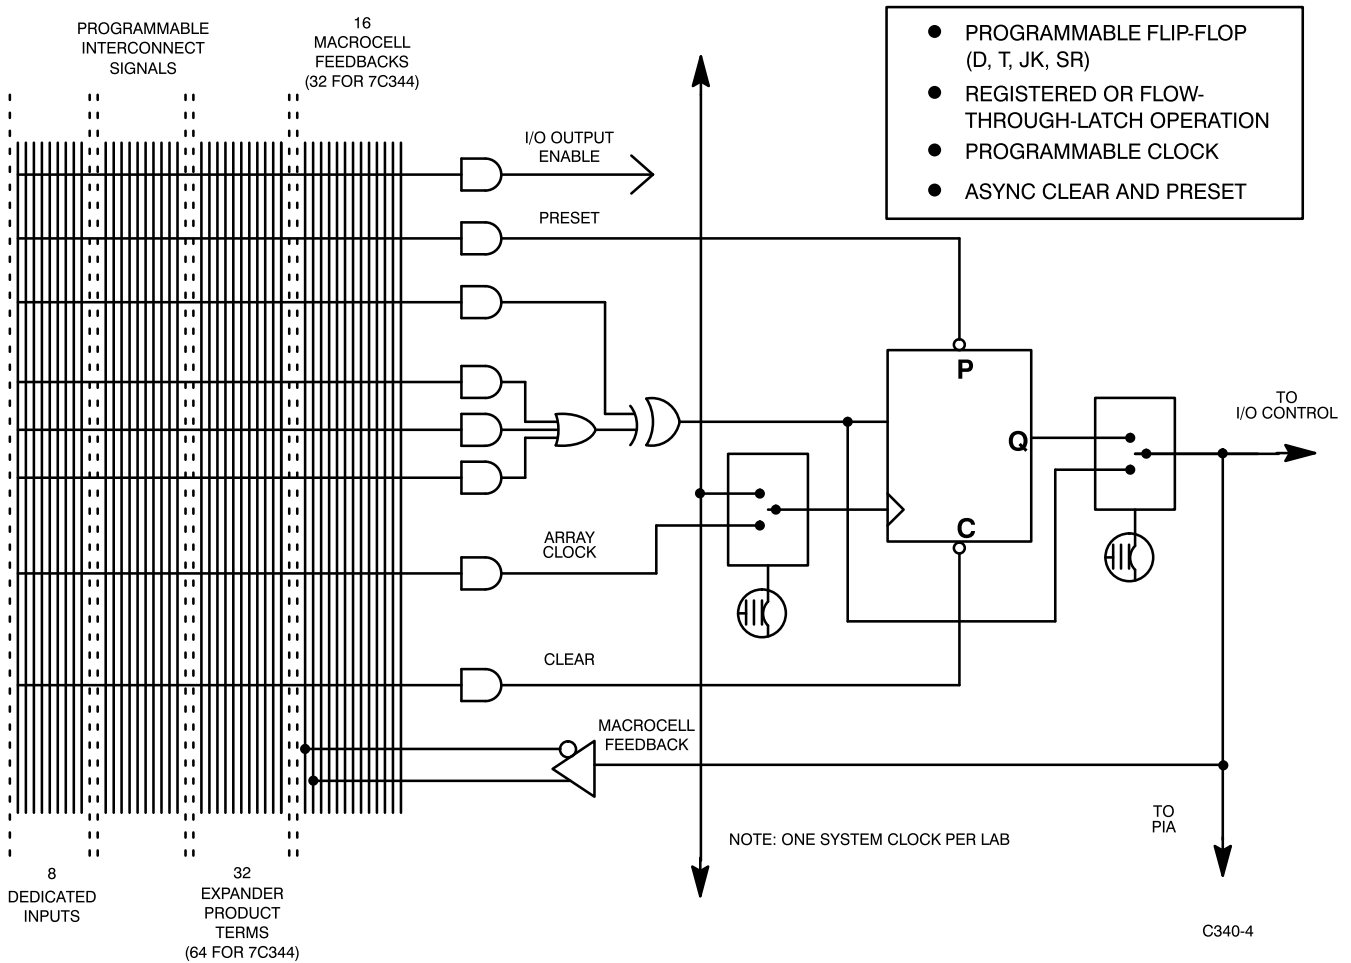 PROGRAMMABLE
INTERCONNECT
SIGNALS
16
MACROCELL
FEEDBACKS
(32 FOR 7C344)
I/O OUTPUT
ENABLE
PRESET
● PROGRAMMABLE FLIP-FLOP
(D, T, JK, SR)
● REGISTERED OR FLOW-
THROUGH-LATCH OPERATION
● PROGRAMMABLE CLOCK
● ASYNC CLEAR AND PRESET
P
Q
C
TO
I/O CONTROL
ARRAY
CLOCK
CLEAR
MACROCELL
FEEDBACK
NOTE: ONE SYSTEM CLOCK PER LAB
TO
PIA
8
DEDICATED
INPUTS
32
EXPANDER
PRODUCT
TERMS
(64 FOR 7C344)
C340-4